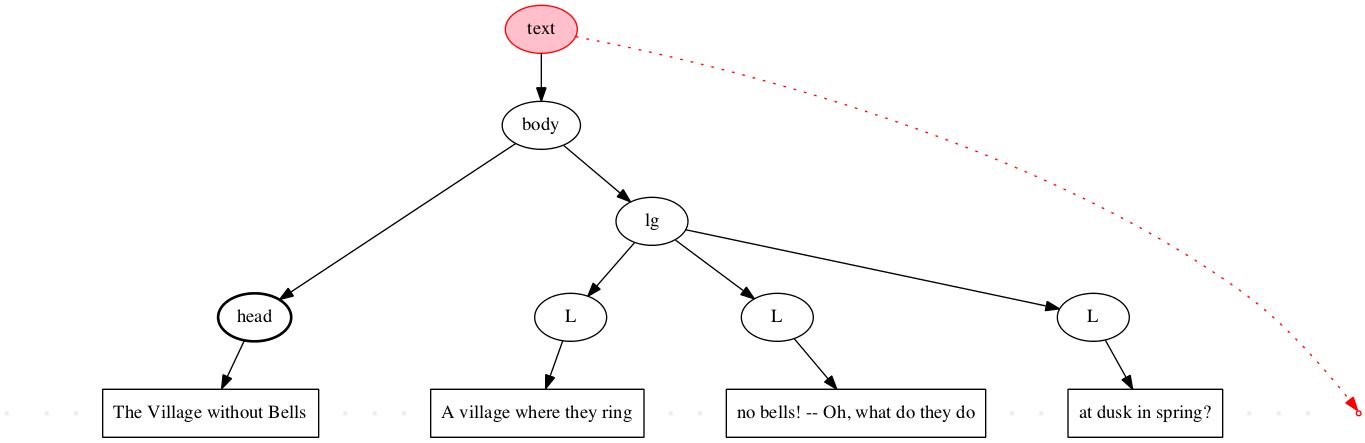 text
body
lg
head
L
L
L
The Village without Bells
A village where they ring
no bells! -- Oh, what do they do
at dusk in spring?